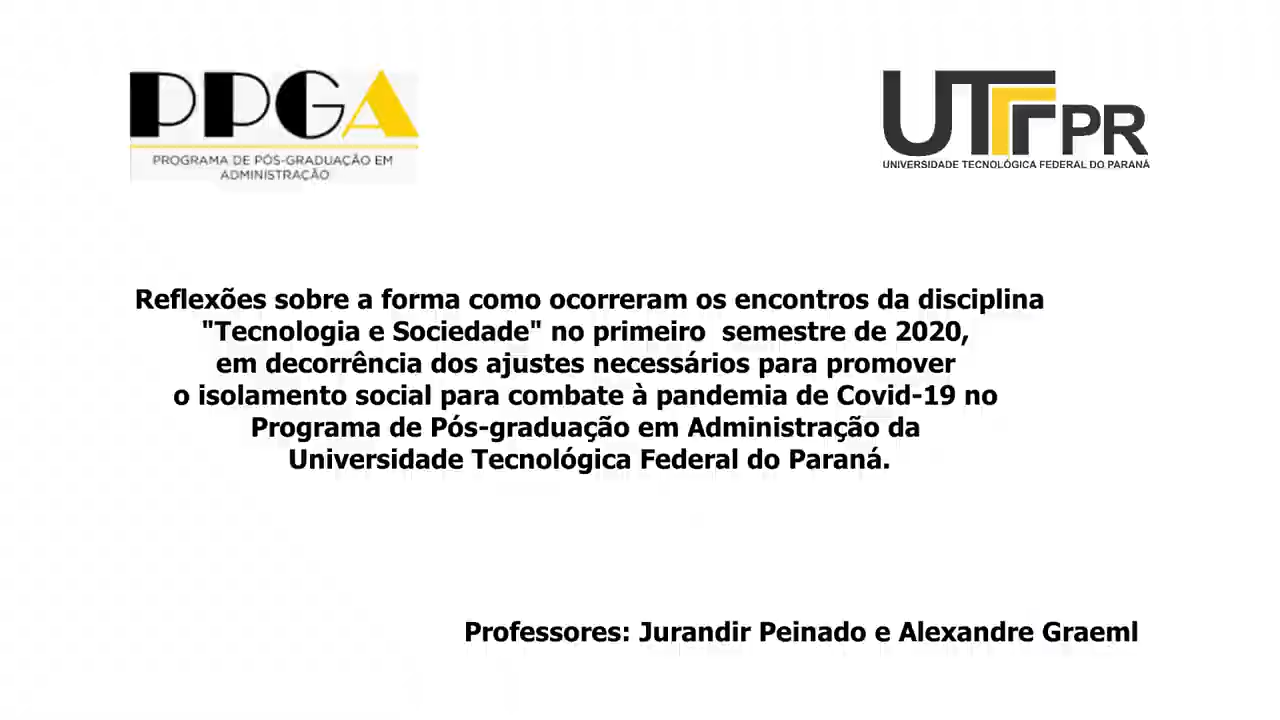 PPGA
PROGRAMA DE PÓS-GRADUAÇÃO EM
ADMINISTRAÇÃO
UTFPR
UNIVERSIDADE TECNOLÓGICA FEDERAL DO PARANÁ
Reflexões sobre a forma como ocorreram os encontros da disciplina
"Tecnologia e Sociedade" no primeiro  semestre de 2020,
em decorrência dos ajustes necessários para promover
o isolamento social para combate à pandemia de Covid-19 no
Programa de Pós-graduação em Administração da
Universidade Tecnológica Federal do Paraná.
Professores: Jurandir Peinado e Alexandre Graeml